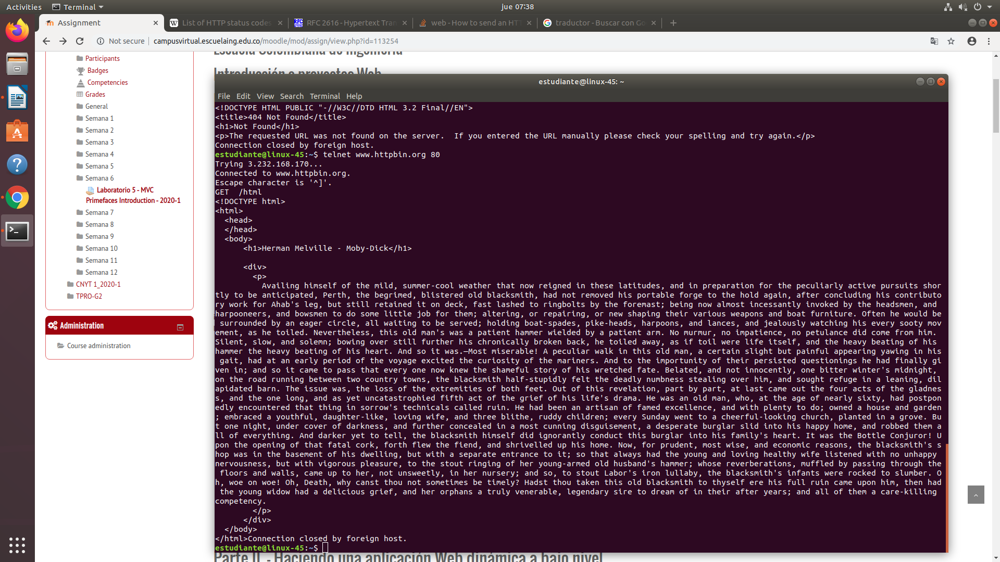 Activities
Terminal
jue 07:38
Assignment
List of HTTP status codes
RFC 2616 - Hypertext Tran
web - How to send an HTT
traductor - Buscar con Go
Not secure
campusvirtual.escuelaing.edu.co/moodle/mod/assign/view.php?id=113254
Participants
Badges
Competencies
Grades
General
Semana 1
Semana 2
Semana 3
Semana 4
Semana 5
Semana 6
Laboratorio 5 - MVC
Primefaces Introduction - 2020-1
Semana 7
Semana 8
Semana 9
Semana 10
Semana 11
Semana 12
CNYT 1_2020-1
TPRO-G2
Administration
Course administration
Escuela Colombiana de Ingeniería
Introducción a proyectos Web
estudiante@linux-45: ~
File Edit View Search Terminal Help
<!DOCTYPE HTML PUBLIC "-//W3C//DTD HTML 3.2 Final//EN">
<title>404 Not Found</title>
<h1>Not Found</h1>
<p>The requested URL was not found on the server.  If you entered the URL manually please check your spelling and try again.</p>
Connection closed by foreign host.
estudiante@linux-45:~$ telnet www.httpbin.org 80
Trying 3.232.168.170...
Connected to www.httpbin.org.
Escape character is '^]'.
GET  /html
<!DOCTYPE html>
<html>
  <head>
  </head>
  <body>
      <h1>Herman Melville - Moby-Dick</h1>

      <div>
        <p>
          Availing himself of the mild, summer-cool weather that now reigned in these latitudes, and in preparation for the peculiarly active pursuits shor
tly to be anticipated, Perth, the begrimed, blistered old blacksmith, had not removed his portable forge to the hold again, after concluding his contributo
ry work for Ahab's leg, but still retained it on deck, fast lashed to ringbolts by the foremast; being now almost incessantly invoked by the headsmen, and
harpooneers, and bowsmen to do some little job for them; altering, or repairing, or new shaping their various weapons and boat furniture. Often he would be
 surrounded by an eager circle, all waiting to be served; holding boat-spades, pike-heads, harpoons, and lances, and jealously watching his every sooty mov
ement, as he toiled. Nevertheless, this old man's was a patient hammer wielded by a patient arm. No murmur, no impatience, no petulance did come from him.
Silent, slow, and solemn; bowing over still further his chronically broken back, he toiled away, as if toil were life itself, and the heavy beating of his
hammer the heavy beating of his heart. And so it was.—Most miserable! A peculiar walk in this old man, a certain slight but painful appearing yawing in his
 gait, had at an early period of the voyage excited the curiosity of the mariners. And to the importunity of their persisted questionings he had finally gi
ven in; and so it came to pass that every one now knew the shameful story of his wretched fate. Belated, and not innocently, one bitter winter's midnight,
on the road running between two country towns, the blacksmith half-stupidly felt the deadly numbness stealing over him, and sought refuge in a leaning, dil
apidated barn. The issue was, the loss of the extremities of both feet. Out of this revelation, part by part, at last came out the four acts of the gladnes
s, and the one long, and as yet uncatastrophied fifth act of the grief of his life's drama. He was an old man, who, at the age of nearly sixty, had postpon
edly encountered that thing in sorrow's technicals called ruin. He had been an artisan of famed excellence, and with plenty to do; owned a house and garden
; embraced a youthful, daughter-like, loving wife, and three blithe, ruddy children; every Sunday went to a cheerful-looking church, planted in a grove. Bu
t one night, under cover of darkness, and further concealed in a most cunning disguisement, a desperate burglar slid into his happy home, and robbed them a
ll of everything. And darker yet to tell, the blacksmith himself did ignorantly conduct this burglar into his family's heart. It was the Bottle Conjuror! U
pon the opening of that fatal cork, forth flew the fiend, and shrivelled up his home. Now, for prudent, most wise, and economic reasons, the blacksmith's s
hop was in the basement of his dwelling, but with a separate entrance to it; so that always had the young and loving healthy wife listened with no unhappy
nervousness, but with vigorous pleasure, to the stout ringing of her young-armed old husband's hammer; whose reverberations, muffled by passing through the
 floors and walls, came up to her, not unsweetly, in her nursery; and so, to stout Labor's iron lullaby, the blacksmith's infants were rocked to slumber. O
h, woe on woe! Oh, Death, why canst thou not sometimes be timely? Hadst thou taken this old blacksmith to thyself ere his full ruin came upon him, then had
 the young widow had a delicious grief, and her orphans a truly venerable, legendary sire to dream of in their after years; and all of them a care-killing
competency.
        </p>
      </div>
  </body>
</html>Connection closed by foreign host.
estudiante@linux-45:~$
Parte II. - Haciendo una aplicación Web dinámica a bajo nivel